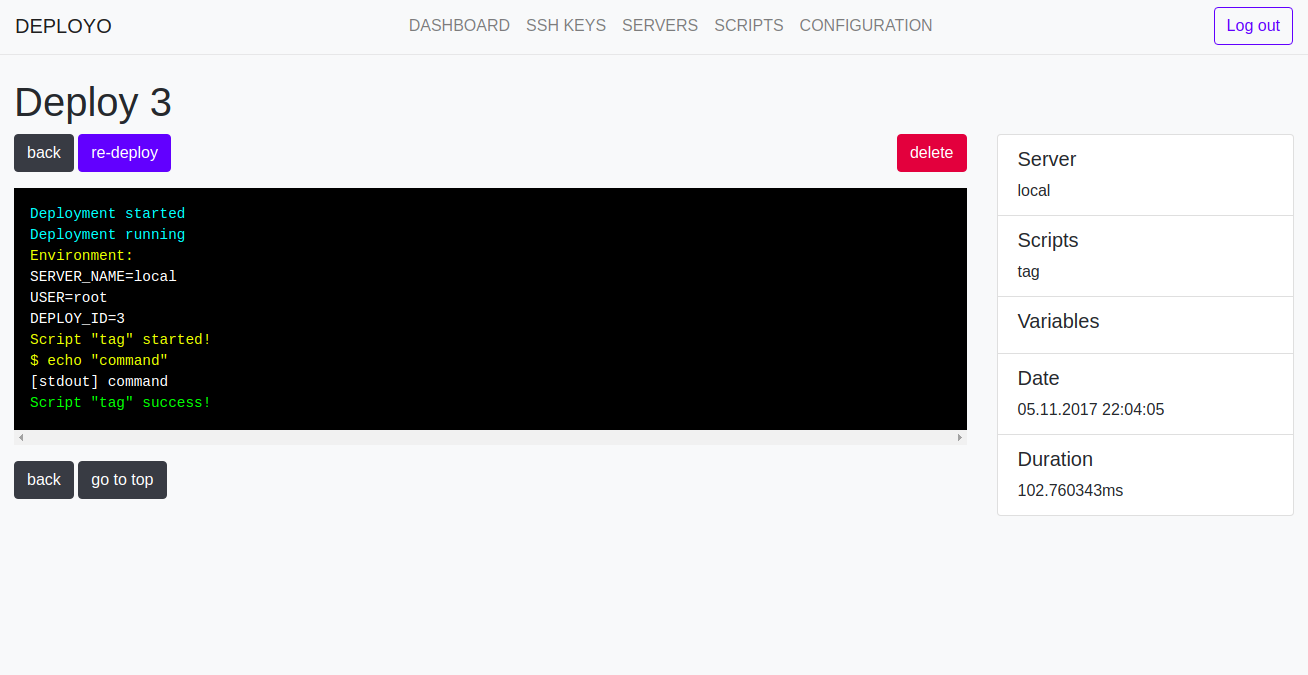 DEPLOYO DASHBOARD SSH KEYS SERVERS SCRIPTS CONFIGURATION Log out
Deploy 3
back re-deploy delete
Deployment started
Deployment running
Environment:
SERVER_NAME=local
USER=root
DEPLOY_ID=3
Script "tag" started!
$ echo "command"
[stdout] command
Script "tag" success!
back go to top
Server
local
Scripts
tag
Variables
Date
05.11.2017 22:04:05
Duration
102.760343ms